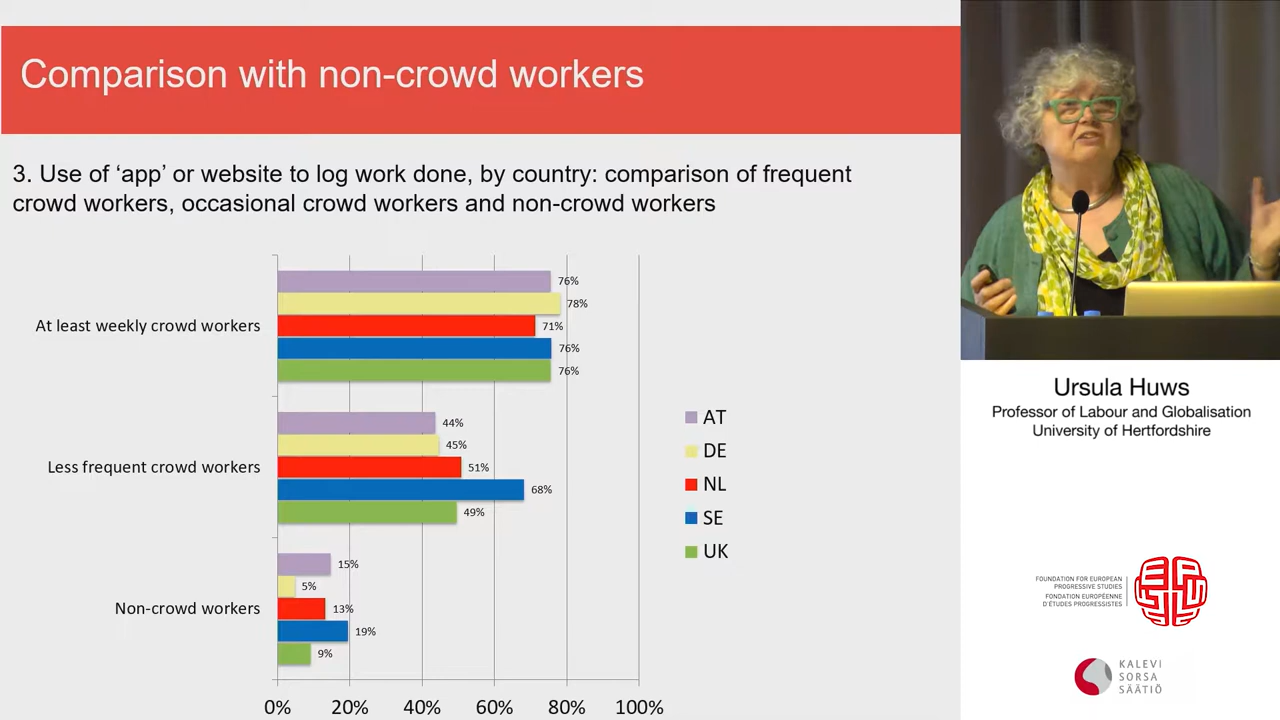 Comparison with non-crowd workers
3. Use of ‘app’ or website to log work done, by country: comparison of frequent
crowd workers, occasional crowd workers and non-crowd workers
At least weekly crowd workers
76%
78%
71%
76%
76%
Less frequent crowd workers
44%
45%
51%
68%
49%
Non-crowd workers
15%
5%
13%
19%
9%
0% 20% 40% 60% 80% 100%
AT
DE
NL
SE
UK
Ursula Huws
Professor of Labour and Globalisation
University of Hertfordshire
FOUNDATION FOR EUROPEAN
PROGRESSIVE STUDIES
FONDATION EUROPÉENNE
D'ÉTUDES PROGRESSISTES
KALEVI
SORSA
SÄÄTIÖ